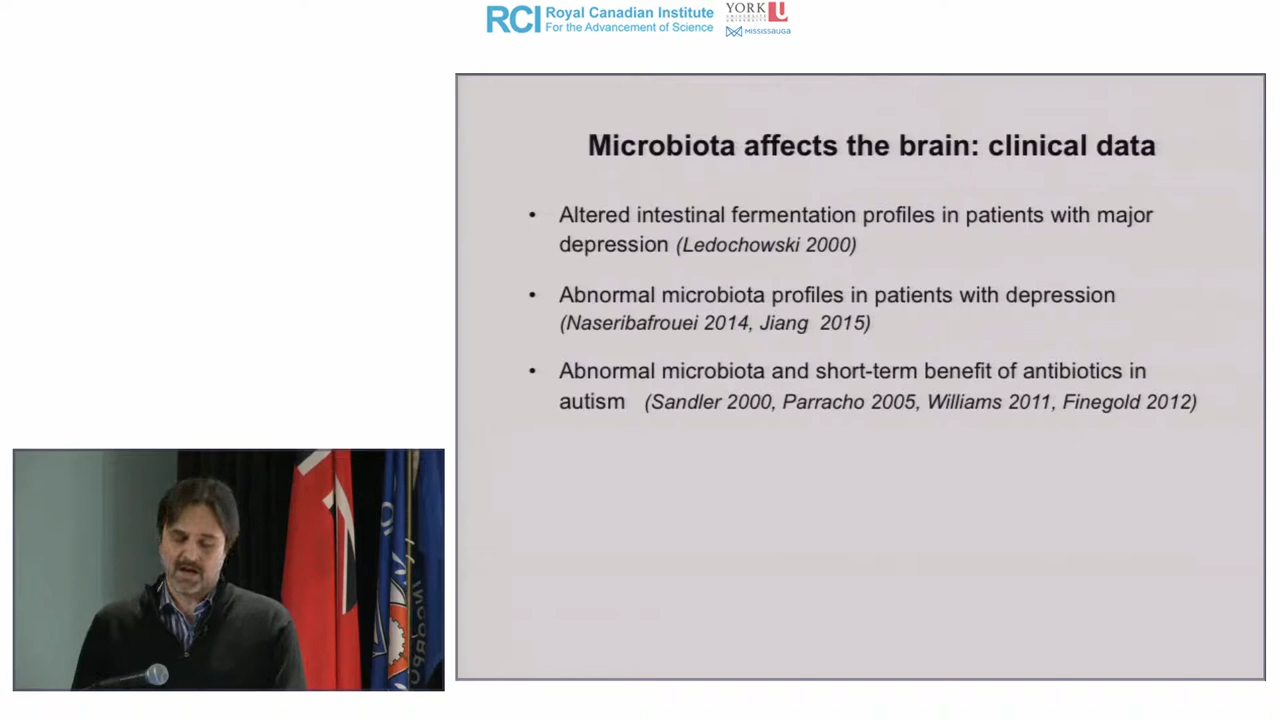 RCI Royal Canadian Institute
For the Advancement of Science
YORK U
UNIVERSITÉ
UNIVERSITY
MISSISSAUGA
Microbiota affects the brain: clinical data
• Altered intestinal fermentation profiles in patients with major
depression (Ledochowski 2000)
• Abnormal microbiota profiles in patients with depression
(Naseribafrouei 2014, Jiang 2015)
• Abnormal microbiota and short-term benefit of antibiotics in
autism (Sandler 2000, Parracho 2005, Williams 2011, Finegold 2012)